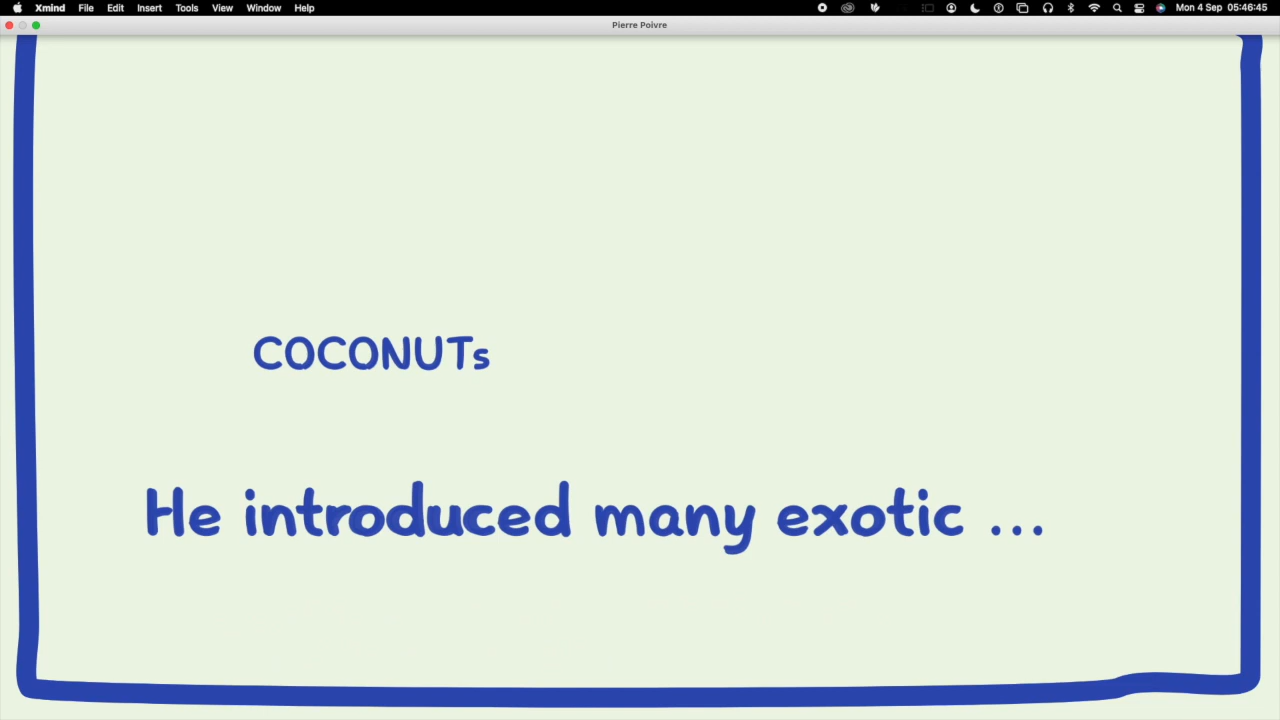 Xmind File Edit Insert Tools View Window Help Mon 4 Sep 05:46:45
Pierre Poivre
COCONUTs
He introduced many exotic ...